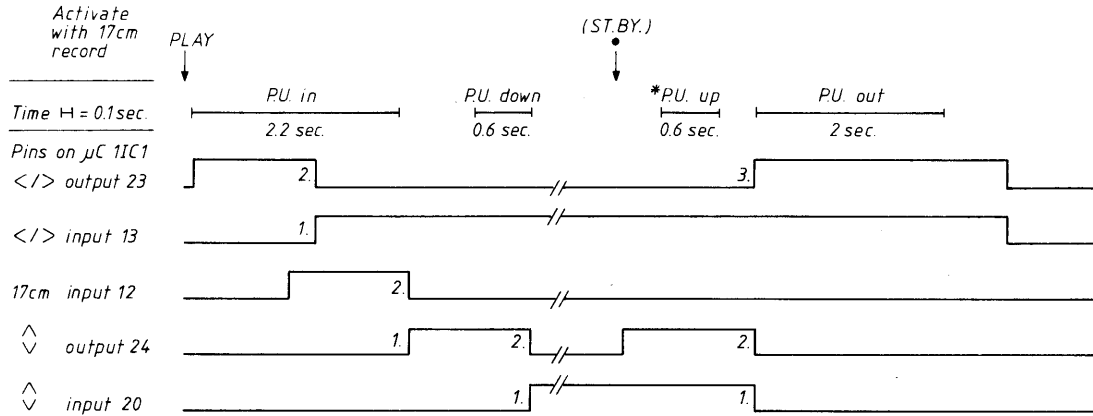 Activate
with 17cm
record
PLAY
(ST.BY.)
Time H = 0.1 sec.
P.U. in
P.U. down
*P.U. up
P.U. out
2.2 sec.
0.6 sec.
0.6 sec.
2 sec.
Pins on µC 1IC1
</> output 23
2.
3.
</> input 13
1.
17cm input 12
2.
output 24
1.
2.
2.
input 20
1.
1.